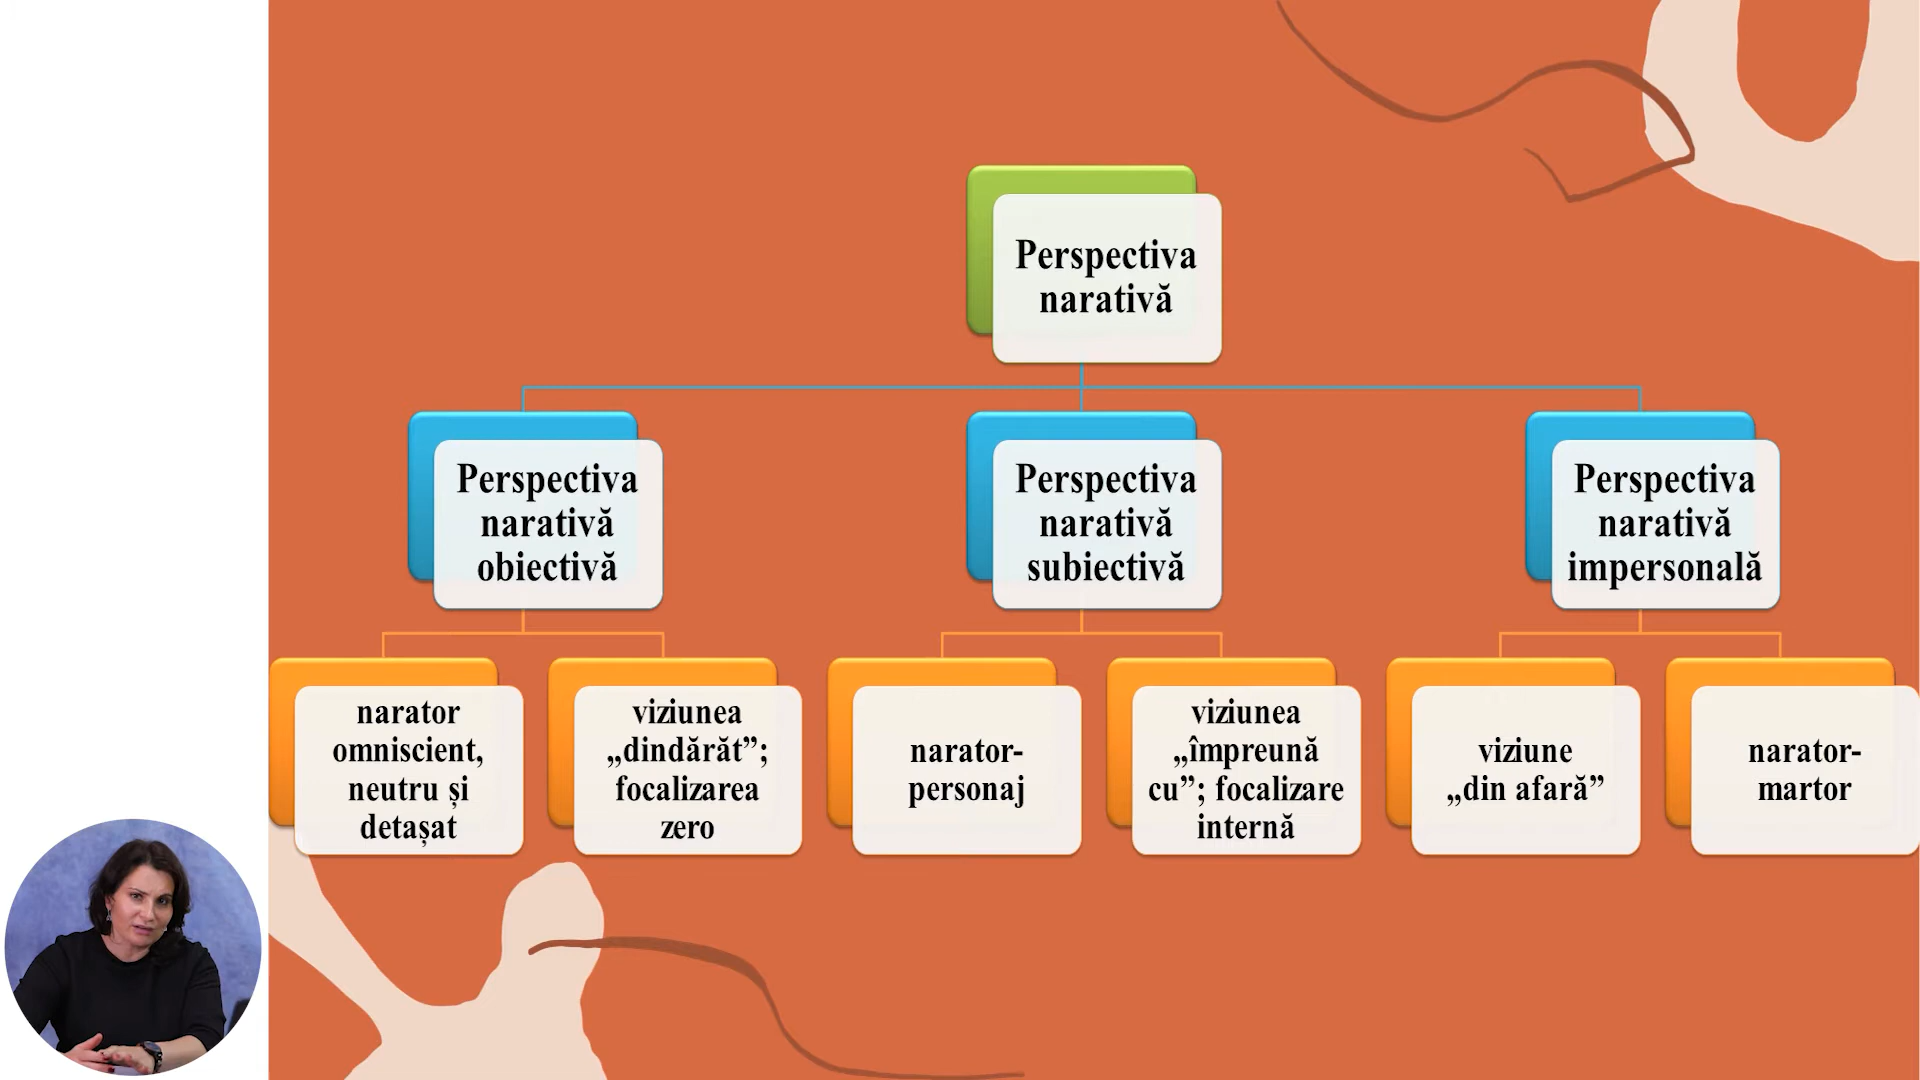 Perspectiva
narativă
Perspectiva
narativă
obiectivă
Perspectiva
narativă
subiectivă
Perspectiva
narativă
impersonală
narator
omniscient,
neutru și
detașat
viziunea
„dindărăt”;
focalizarea
zero
narator-
personaj
viziunea
„împreună
cu”; focalizare
internă
viziune
„din afară”
narator-
martor